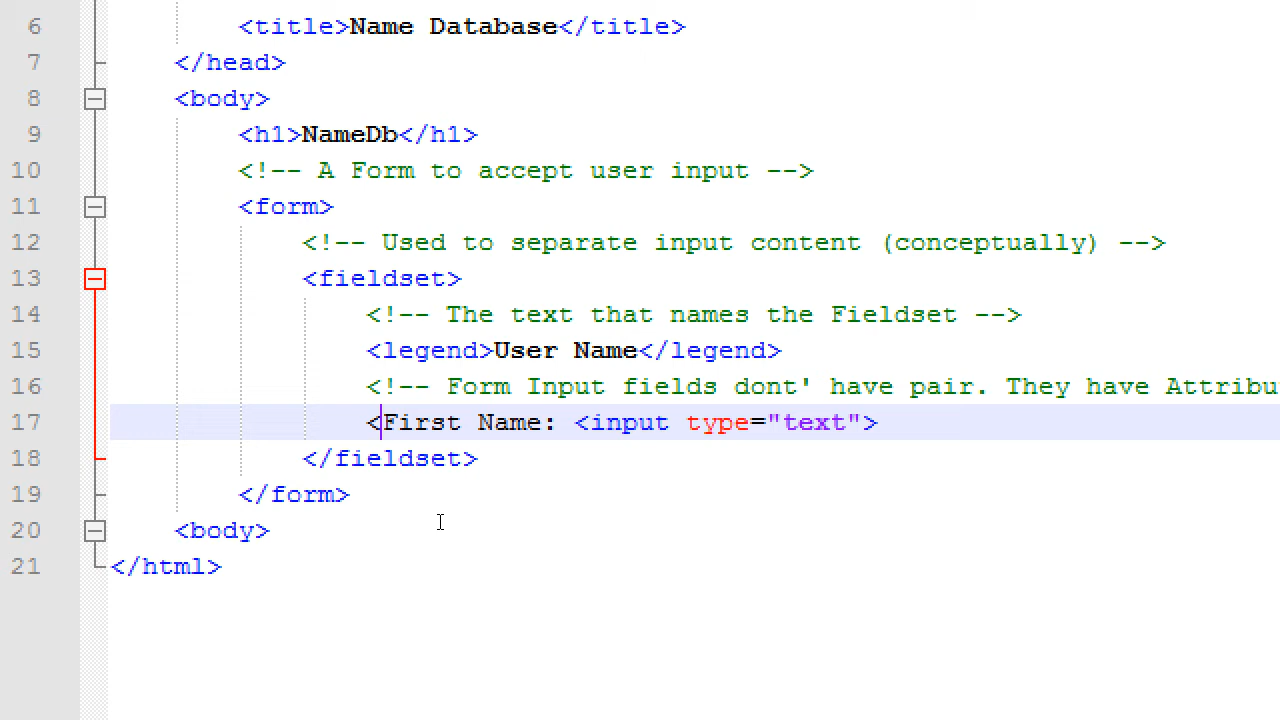 6 <title>Name Database</title>
7 </head>
8 <body>
9 <h1>NameDb</h1>
10 <!-- A Form to accept user input -->
11 <form>
12 <!-- Used to separate input content (conceptually) -->
13 <fieldset>
14 <!-- The text that names the Fieldset -->
15 <legend>User Name</legend>
16 <!-- Form Input fields dont' have pair. They have Attribu
17 <First Name: <input type="text">
18 </fieldset>
19 </form>
20 <body>
21 </html>